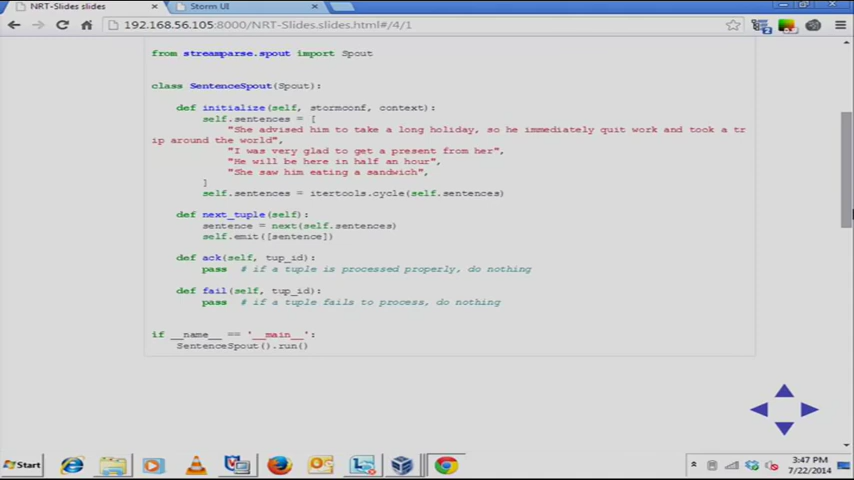 NRT-Slides slides
Storm UI
192.168.56.105:8000/NRT-Slides.slides.html#/4/1
from streamparse.spout import Spout
class SentenceSpout(Spout):
def initialize(self, stormconf, context):
self.sentences = [
"She advised him to take a long holiday, so he immediately quit work and took a tr
ip around the world",
"I was very glad to get a present from her",
"He will be here in half an hour",
"She saw him eating a sandwich",
]
self.sentences = itertools.cycle(self.sentences)
def next_tuple(self):
sentence = next(self.sentences)
self.emit([sentence])
def ack(self, tup_id):
pass # if a tuple is processed properly, do nothing
def fail(self, tup_id):
pass # if a tuple fails to process, do nothing
if __name__ == '__main__':
SentenceSpout().run()
Start
3:47 PM
7/22/2014